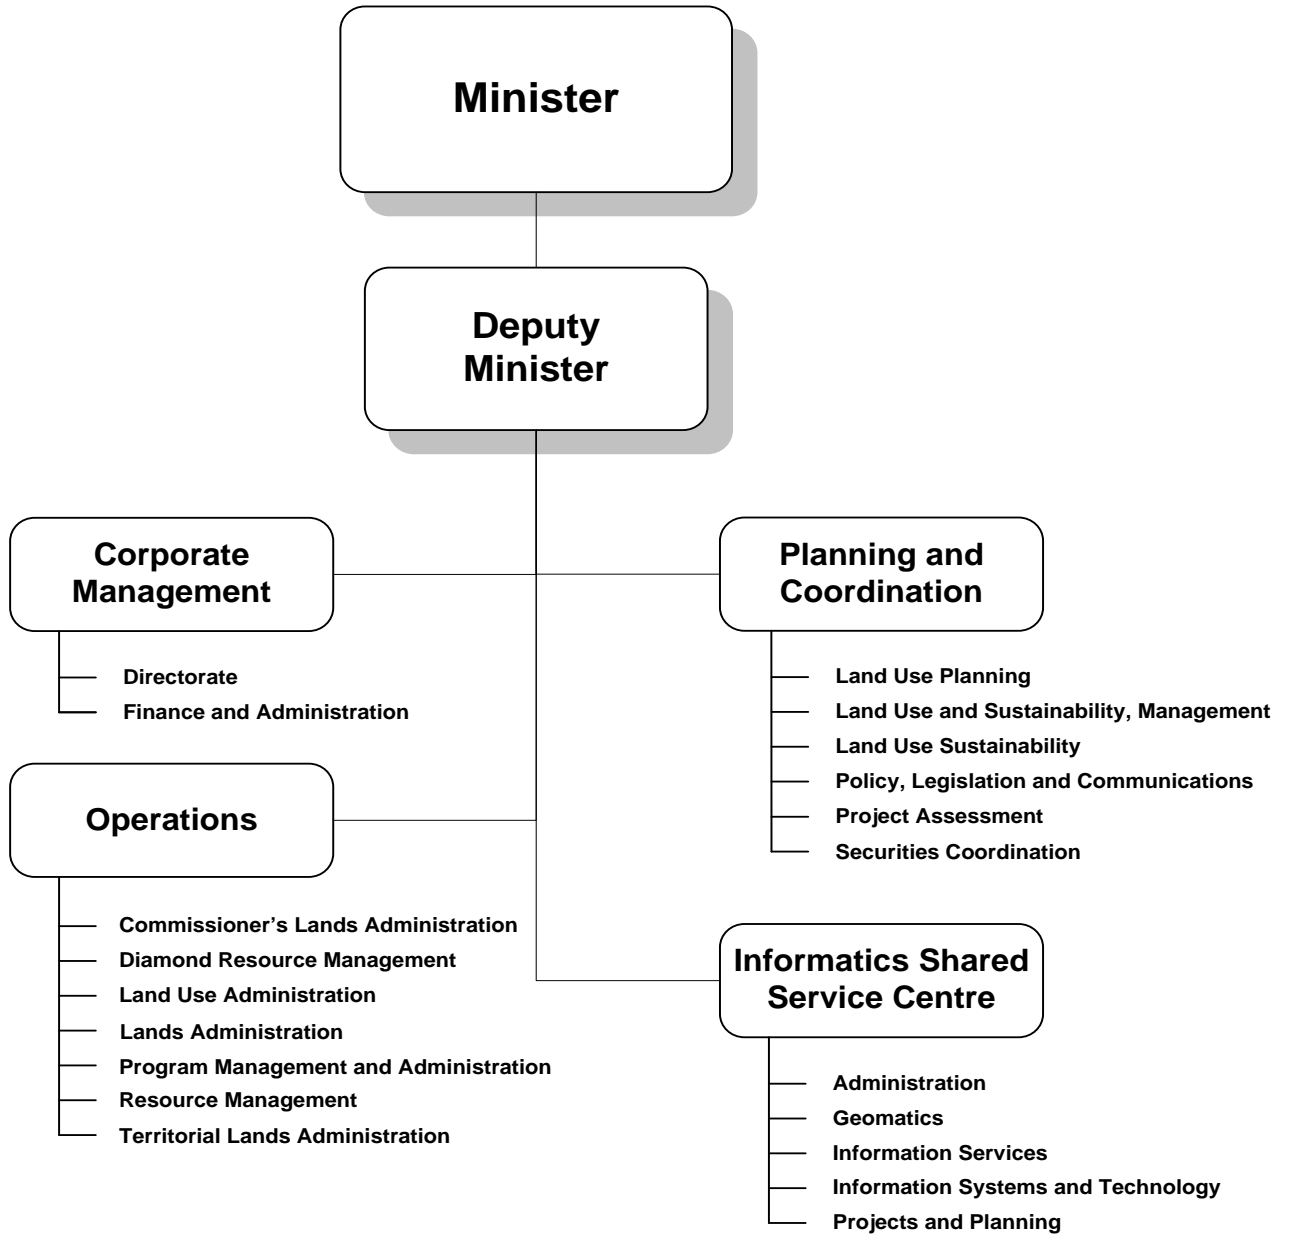 Minister
Deputy
Minister
Corporate
Management
Directorate
Finance and Administration
Operations
Commissioner’s Lands Administration
Diamond Resource Management
Land Use Administration
Lands Administration
Program Management and Administration
Resource Management
Territorial Lands Administration
Planning and
Coordination
Land Use Planning
Land Use and Sustainability, Management
Land Use Sustainability
Policy, Legislation and Communications
Project Assessment
Securities Coordination
Informatics Shared
Service Centre
Administration
Geomatics
Information Services
Information Systems and Technology
Projects and Planning